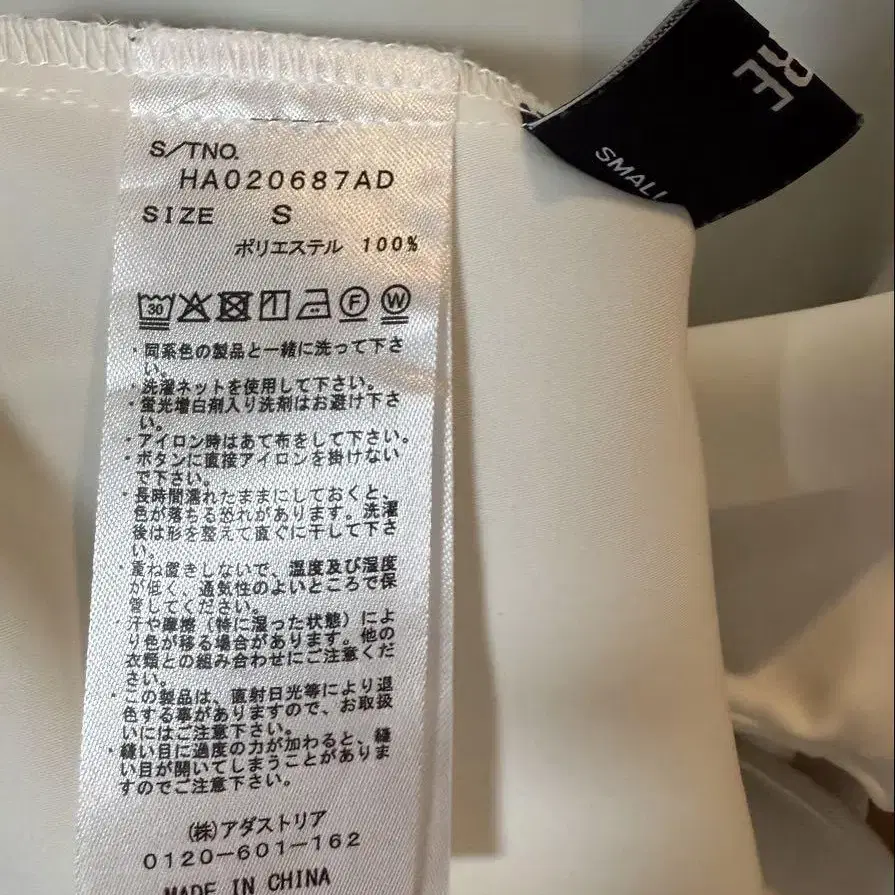 S/TNO.
HA020687AD
SIZE S
ポリエステル 100%
30
F
W
・同系色の製品と一緒に洗って下さ
い。
・洗濯ネットを使用して下さい。
・蛍光増白剤入り洗剤はお避け下さ
い。
・アイロン時はあて布をして下さい。
・ボタンに直接アイロンを掛けない
で下さい。
・長時間濡れたままにしておくと、
色が落ちる恐れがあります。洗濯
後は形を整えて直ぐに干して下さ
い。
・重ね置きしないで、温度及び湿度
が低く、通気性のよいところで保
管してください。
・汗や摩擦（特に湿った状態）によ
り色が移る場合があります。他の
衣類との組み合わせにご注意くだ
さい。
・この製品は、直射日光等により退
色する事がありますので、お取扱
いにはご注意下さい。
・縫い目に過度の力が加わると、縫
い目が開いてしまうことがありま
すのでご注意下さい。
(株)アダストリア
0120-601-162
MADE IN CHINA
SMALL